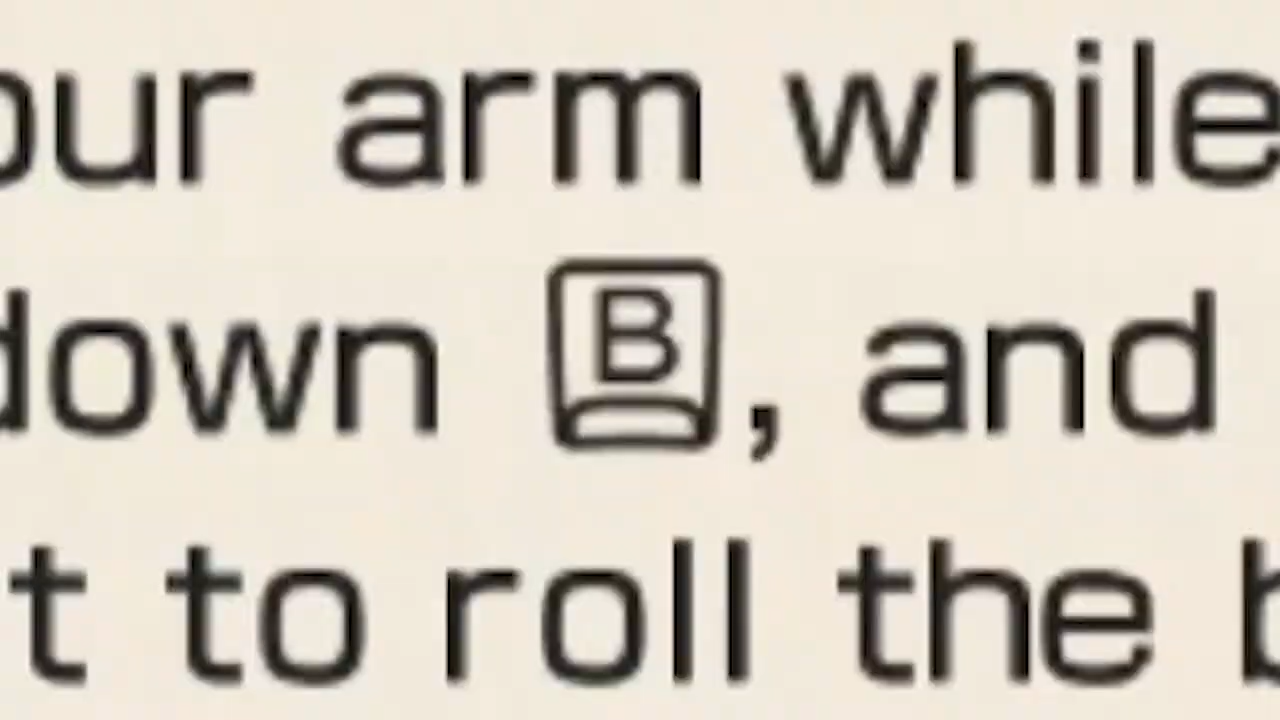 our arm while
down B, and
t to roll the b